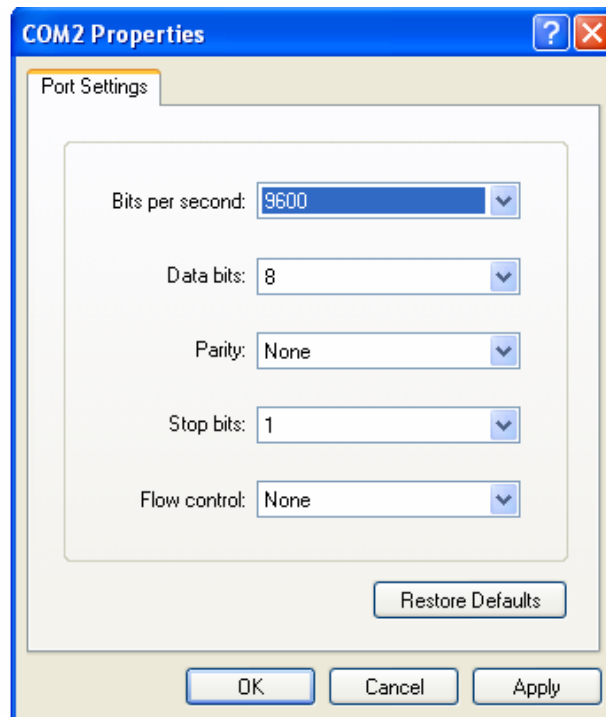 COM2 Properties
Port Settings
Bits per second: 9600
Data bits: 8
Parity: None
Stop bits: 1
Flow control: None
Restore Defaults
OK Cancel Apply